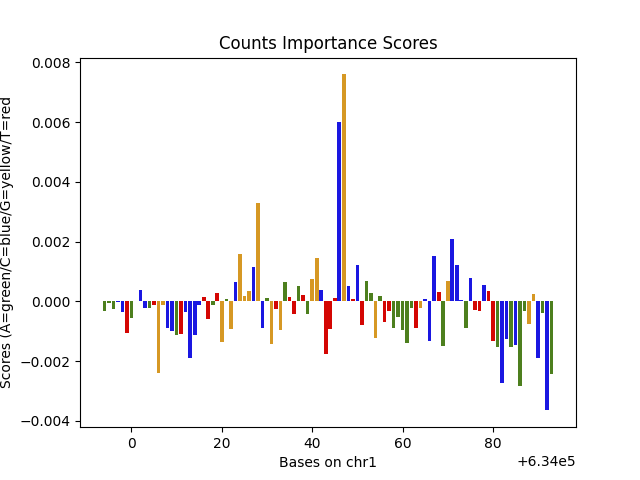 Counts Importance Scores
Scores (A=green/C=blue/G=yellow/T=red
0.008
0.006
0.004
0.002
0.000
−0.002
−0.004
0 20 40 60 80
Bases on chr1
+6.34e5